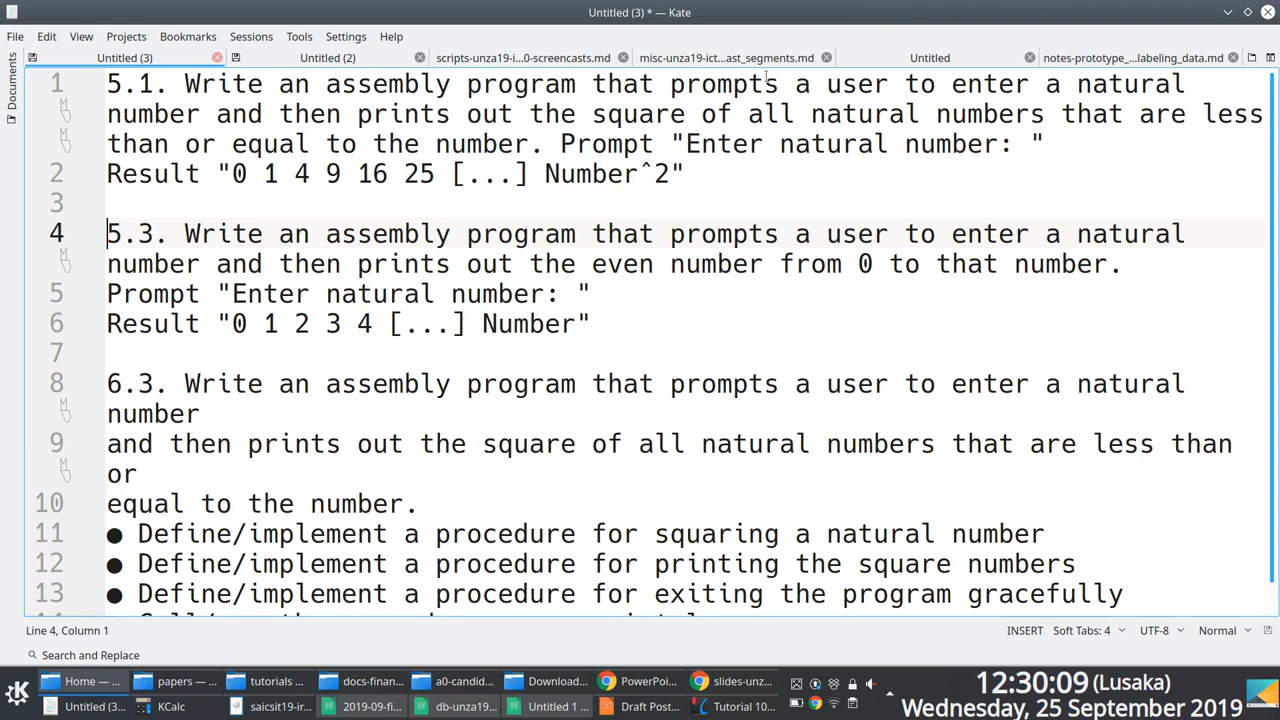 Untitled (3) * — Kate
File Edit View Projects Bookmarks Sessions Tools Settings Help
Untitled (3) Untitled (2) scripts-unza19-i...0-screencasts.md misc-unza19-ict...ast_segments.md Untitled notes-prototype_...labeling_data.md
Documents
1 5.1. Write an assembly program that prompts a user to enter a natural
number and then prints out the square of all natural numbers that are less
than or equal to the number. Prompt "Enter natural number: "
2 Result "0 1 4 9 16 25 [...] Number^2"
3
4 5.3. Write an assembly program that prompts a user to enter a natural
number and then prints out the even number from 0 to that number.
5 Prompt "Enter natural number: "
6 Result "0 1 2 3 4 [...] Number"
7
8 6.3. Write an assembly program that prompts a user to enter a natural
number
9 and then prints out the square of all natural numbers that are less than
or
10 equal to the number.
11 ● Define/implement a procedure for squaring a natural number
12 ● Define/implement a procedure for printing the square numbers
13 ● Define/implement a procedure for exiting the program gracefully
Line 4, Column 1 INSERT Soft Tabs: 4 UTF-8 Normal
Search and Replace
Home — ... papers — ... tutorials ... docs-finan... a0-candid... Download... PowerPoi... slides-unz... 12:30:09 (Lusaka)
Untitled (3... KCalc saicsit19-ir... 2019-09-fi... db-unza19... Untitled 1 ... Draft Post... Tutorial 10... Wednesday, 25 September 2019